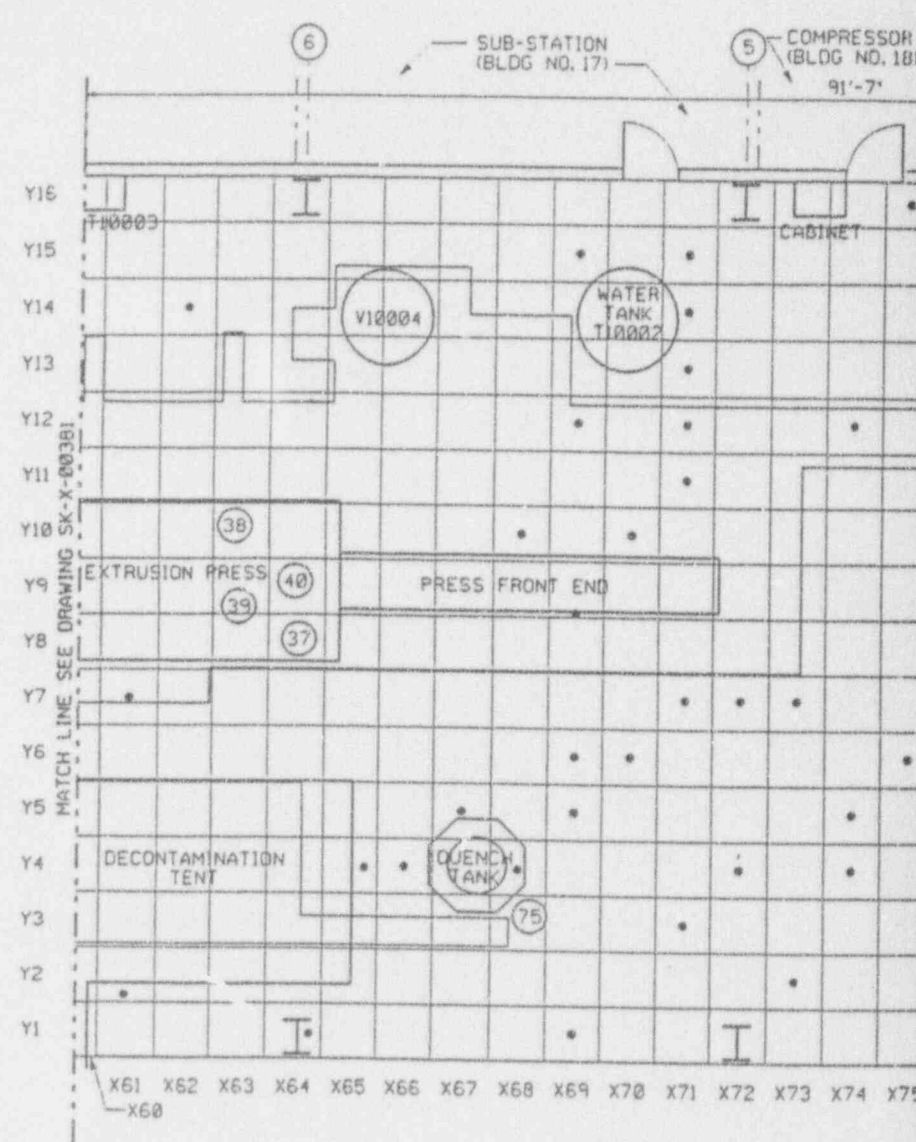 6
SUB-STATION
(BLDG NO. 17)
5
COMPRESSOR
(BLDG NO. 18)
91'-7"
Y16
T10003
CABINET
Y15
Y14
V10004
WATER
TANK
T10002
Y13
Y12
Y11
Y10
38
Y9
EXTRUSION PRESS
40
PRESS FRONT END
39
Y8
37
MATCH LINE SEE DRAWING SK-X-00381
Y7
Y6
Y5
Y4
DECONTAMINATION
TENT
QUENCH
TANK
Y3
75
Y2
Y1
X61 X62 X63 X64 X65 X66 X67 X68 X69 X70 X71 X72 X73 X74 X75
X60